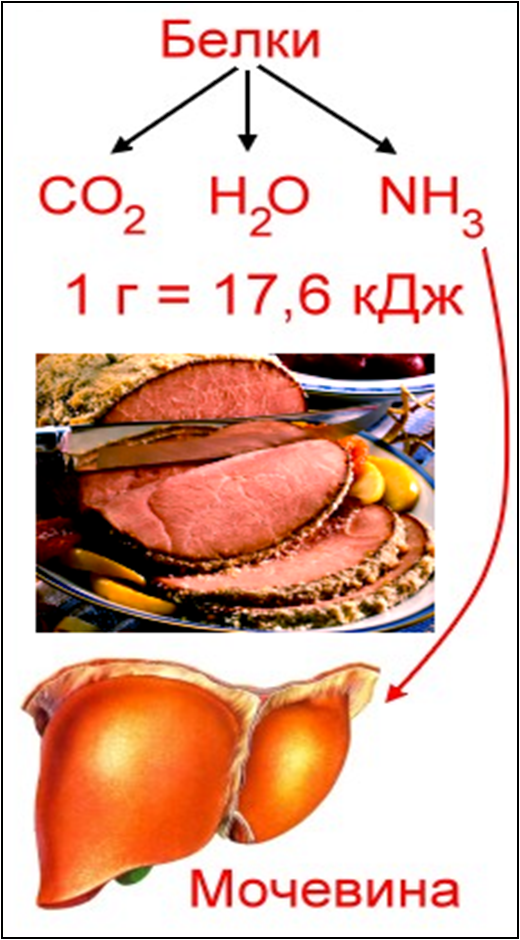 Белки
CO₂ H₂O NH₃
1 г = 17,6 кДж
Мочевина